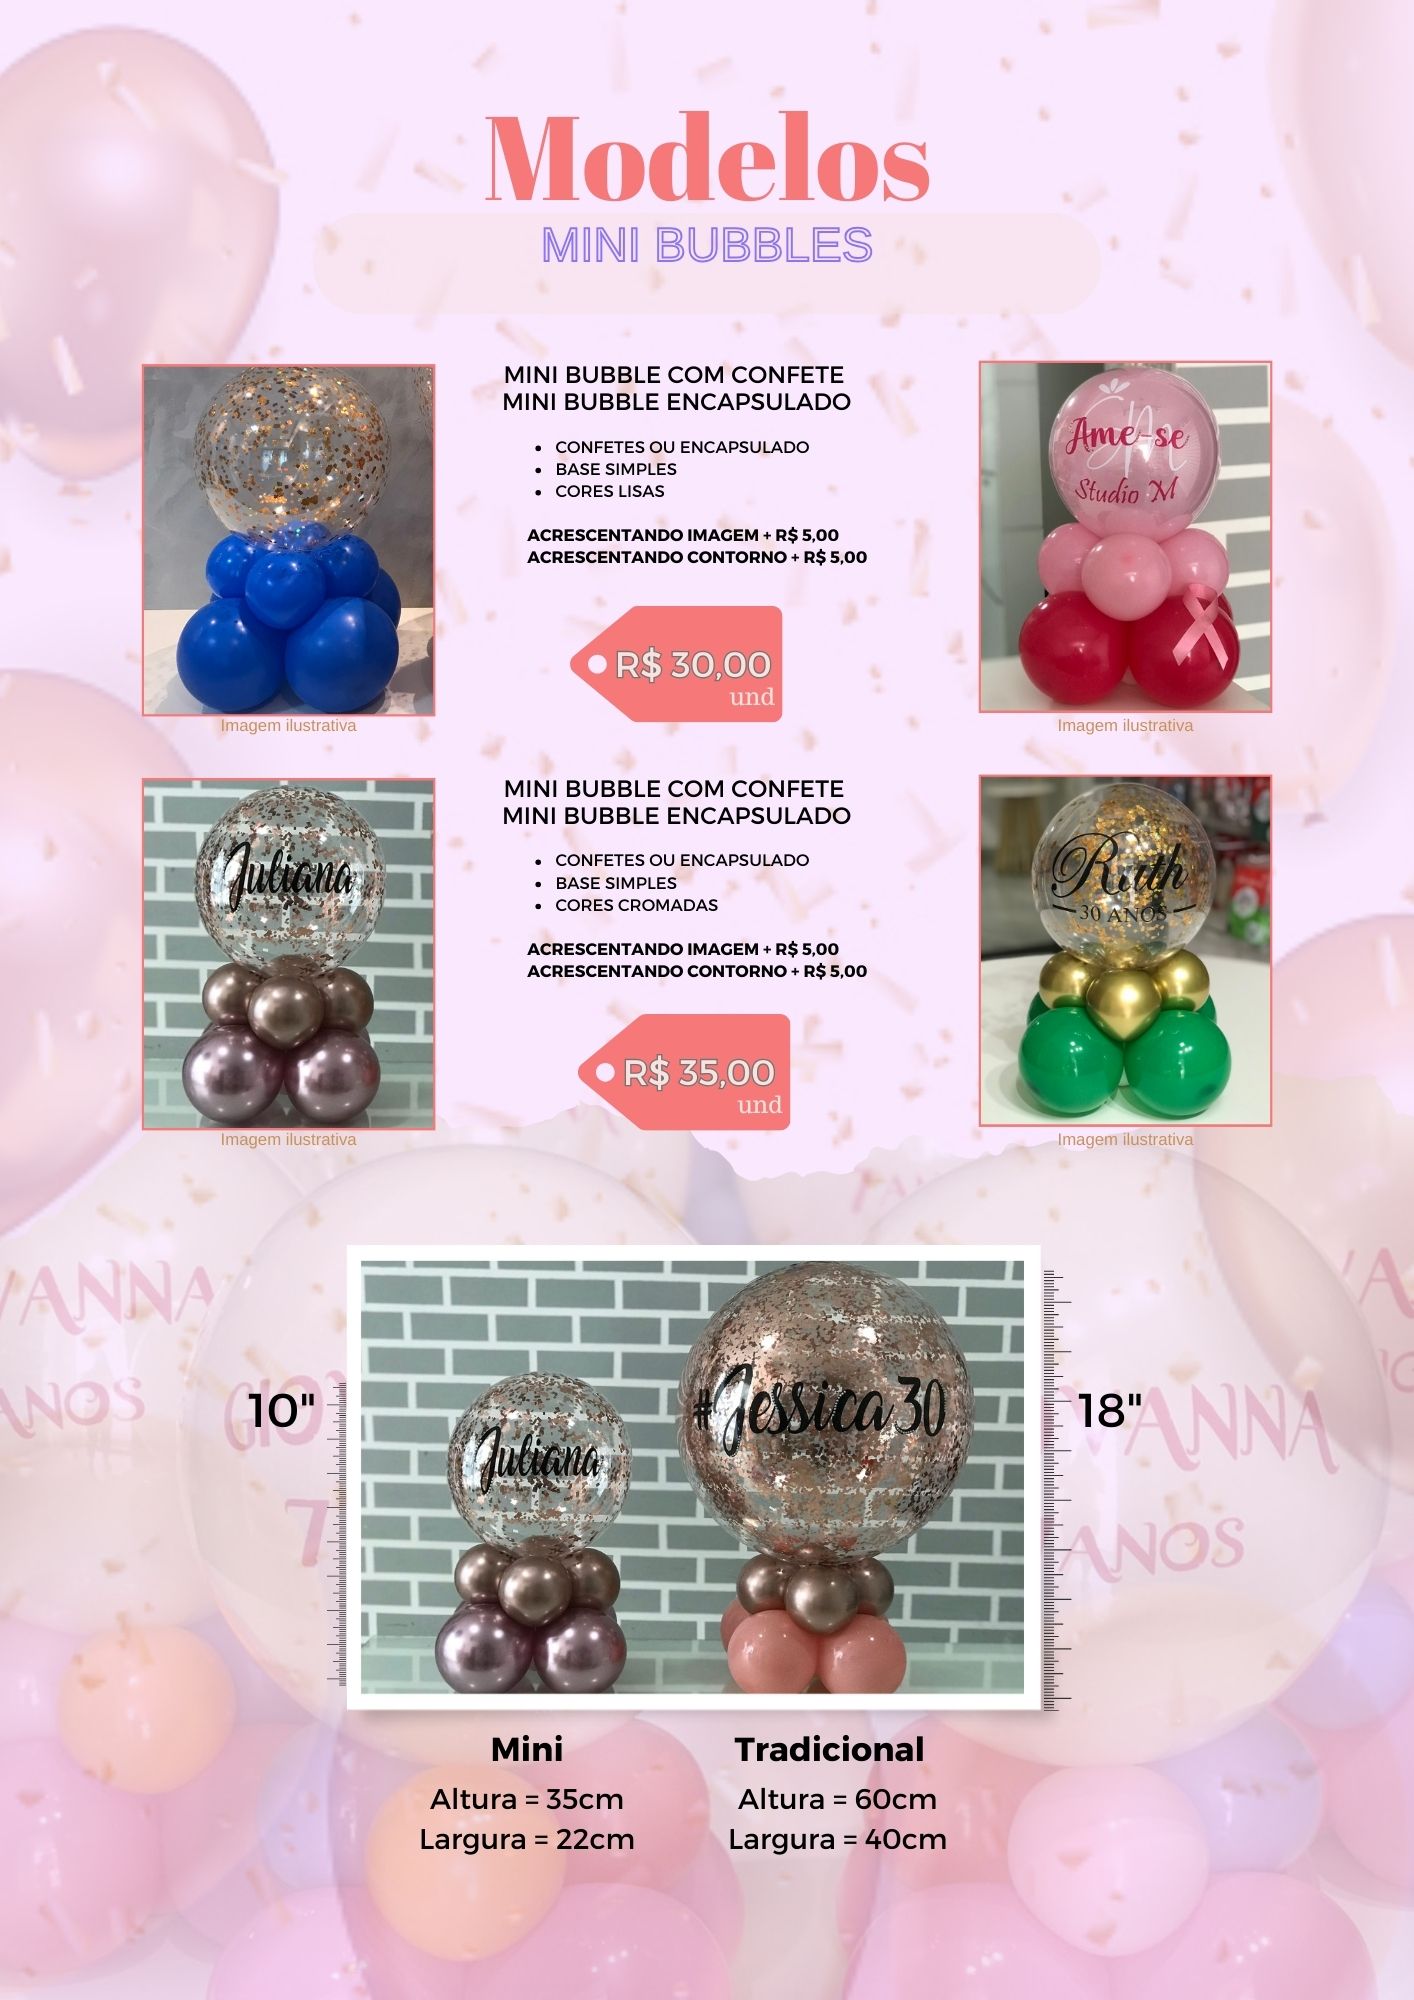 Modelos
MINI BUBBLES
MINI BUBBLE COM CONFETE
MINI BUBBLE ENCAPSULADO
• CONFETES OU ENCAPSULADO
• BASE SIMPLES
• CORES LISAS
ACRESCENTANDO IMAGEM + R$ 5,00
ACRESCENTANDO CONTORNO + R$ 5,00
R$ 30,00
und
Imagem ilustrativa
Ame-se
Studio M
Imagem ilustrativa
MINI BUBBLE COM CONFETE
MINI BUBBLE ENCAPSULADO
• CONFETES OU ENCAPSULADO
• BASE SIMPLES
• CORES CROMADAS
ACRESCENTANDO IMAGEM + R$ 5,00
ACRESCENTANDO CONTORNO + R$ 5,00
R$ 35,00
und
Juliana
Imagem ilustrativa
Ruth
30 ANOS
Imagem ilustrativa
10"
Juliana
#Jessica30
18"
ANOS
ANOS
Mini
Altura = 35cm
Largura = 22cm
Tradicional
Altura = 60cm
Largura = 40cm